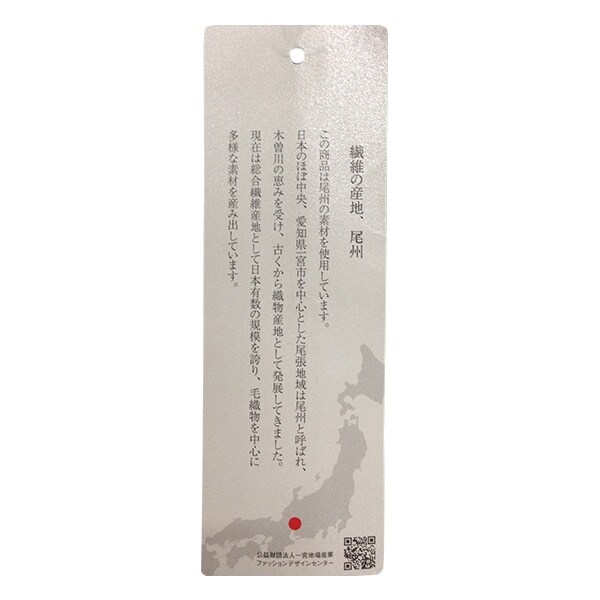 繊維の産地、尾州
この商品は尾州の素材を使用しています。
日本のほぼ中央、愛知県一宮市を中心とした尾張地域は尾州と呼ばれ、
木曽川の恵みを受け、古くから織物産地として発展してきました。
現在は総合繊維産地として日本有数の規模を誇り、毛織物を中心に
多様な素材を産み出しています。
公益財団法人一宮地場産業
ファッションデザインセンター